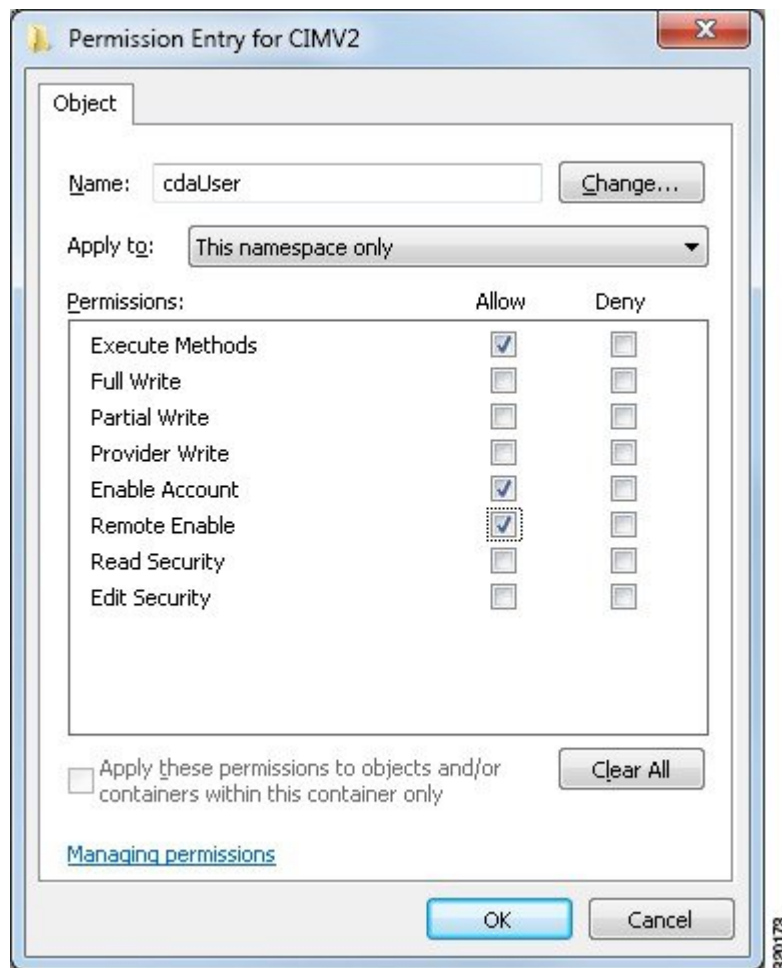 Permission Entry for CIMV2
Object
Name: cdaUser Change...
Apply to: This namespace only
Permissions: Allow Deny
Execute Methods
Full Write
Partial Write
Provider Write
Enable Account
Remote Enable
Read Security
Edit Security
Apply these permissions to objects and/or
containers within this container only
Clear All
Managing permissions
OK Cancel